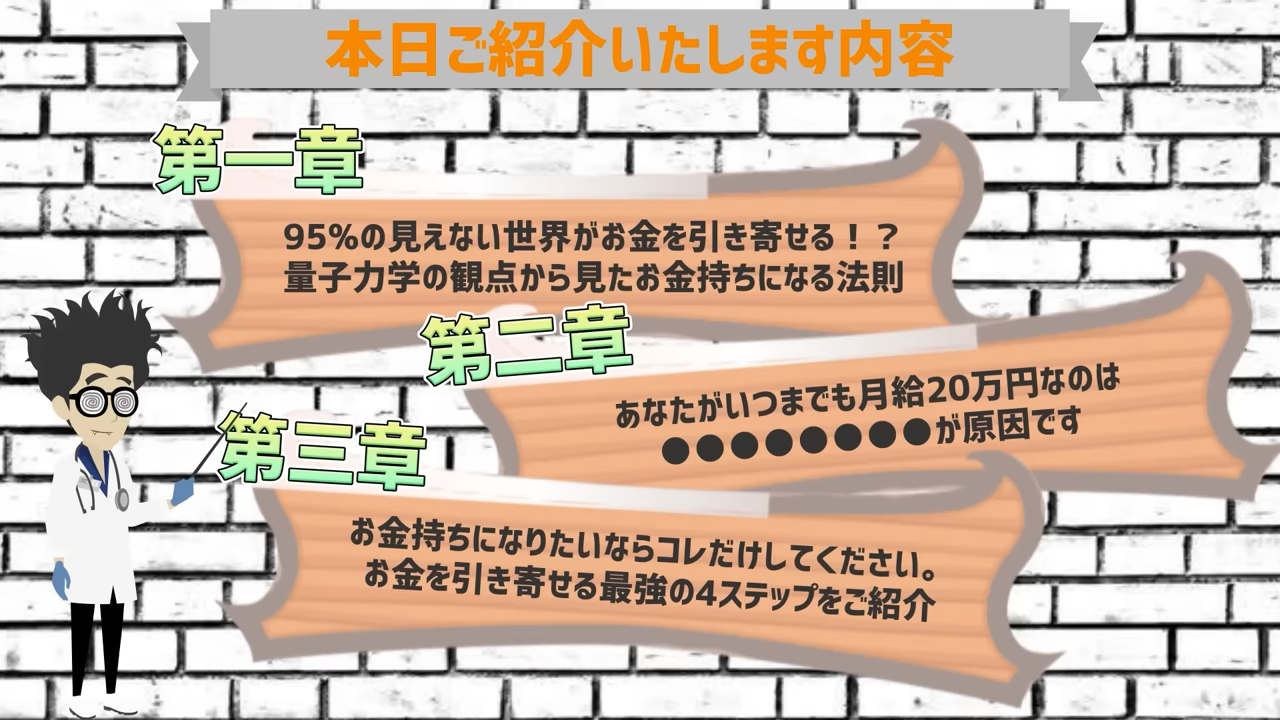 本日ご紹介いたします内容
第一章
95%の見えない世界がお金を引き寄せる！？
量子力学の観点から見たお金持ちになる法則
第二章
あなたがいつまでも月給20万円なのは
●●●●●●●●が原因です
第三章
お金持ちになりたいならコレだけしてください。
お金を引き寄せる最強の4ステップをご紹介